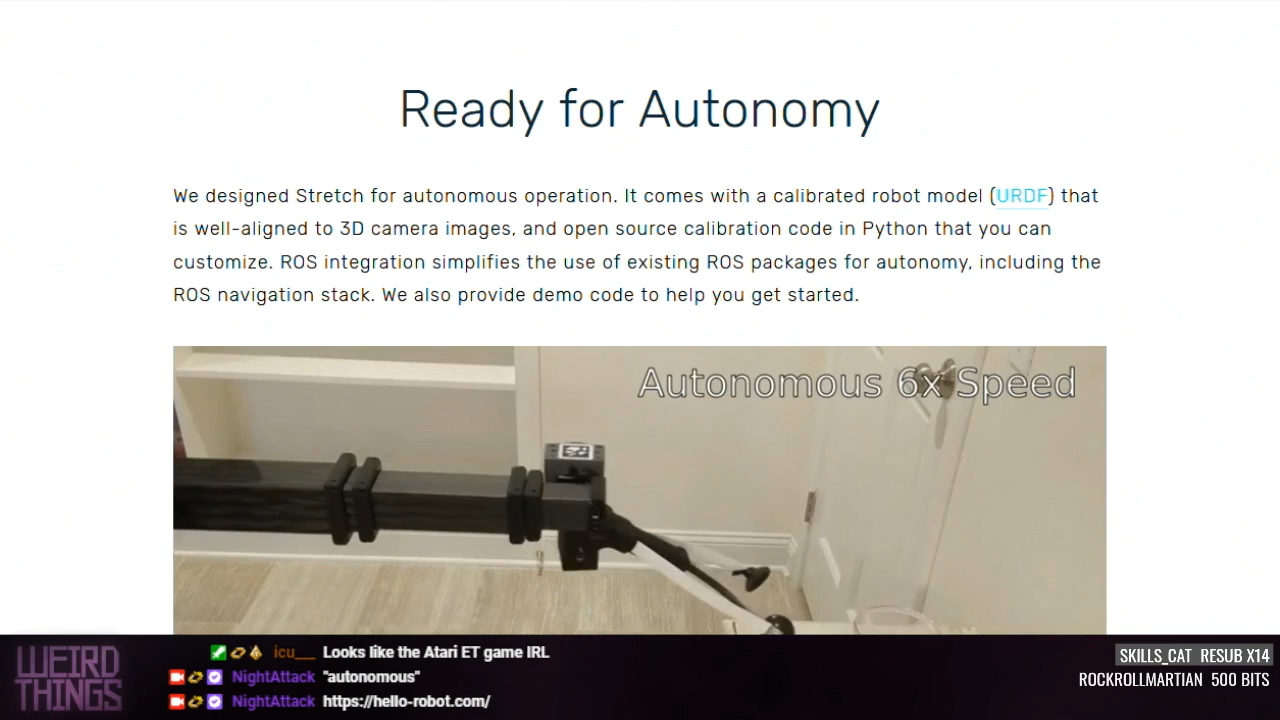 Ready for Autonomy
We designed Stretch for autonomous operation. It comes with a calibrated robot model (URDF) that
is well-aligned to 3D camera images, and open source calibration code in Python that you can
customize. ROS integration simplifies the use of existing ROS packages for autonomy, including the
ROS navigation stack. We also provide demo code to help you get started.
Autonomous 6x Speed
WEIRD
THINGS
icu___ Looks like the Atari ET game IRL
NightAttack "autonomous"
NightAttack https://hello-robot.com/
SKILLS_CAT RESUB X14
ROCKROLLMARTIAN 500 BITS